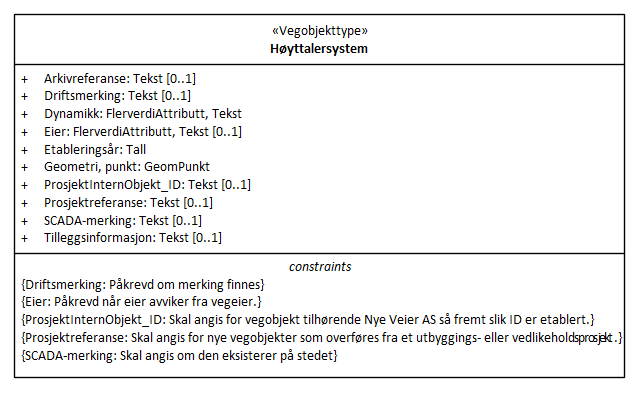 «Vegobjekttype»
Høyttalersystem
+ Arkivreferanse: Tekst [0..1]
+ Driftsmerking: Tekst [0..1]
+ Dynamikk: FlerverdiAttributt, Tekst
+ Eier: FlerverdiAttributt, Tekst [0..1]
+ Etableringsår: Tall
+ Geometri, punkt: GeomPunkt
+ ProsjektInternObjekt_ID: Tekst [0..1]
+ Prosjektreferanse: Tekst [0..1]
+ SCADA-merking: Tekst [0..1]
+ Tilleggsinformasjon: Tekst [0..1]
constraints
{Driftsmerking: Påkrevd om merking finnes}
{Eier: Påkrevd når eier avviker fra vegeier.}
{ProsjektInternObjekt_ID: Skal angis for vegobjekt tilhørende Nye Veier AS så fremt slik ID er etablert.}
{Prosjektreferanse: Skal angis for nye vegobjekter som overføres fra et utbyggings- eller vedlikeholdsprosjekt.}
{SCADA-merking: Skal angis om den eksisterer på stedet}